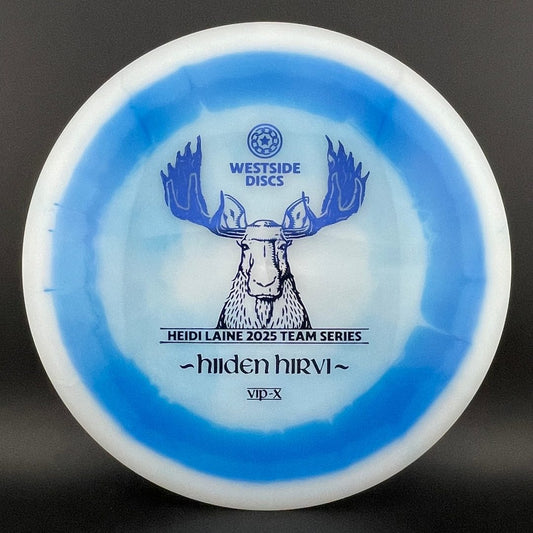 WESTSIDE
DISCS
HEIDI LAINE 2025 TEAM SERIES
~HIIDEN HIRVI~
VIP-X